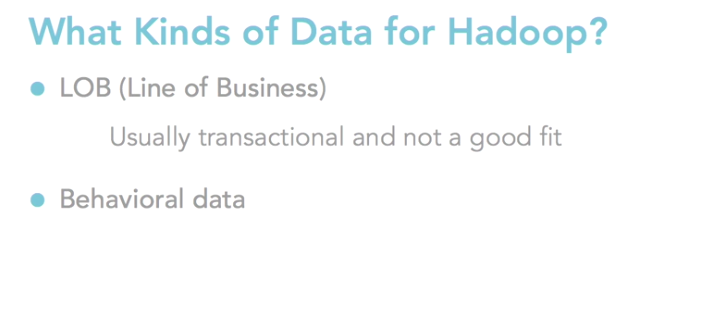 What Kinds of Data for Hadoop?
● LOB (Line of Business)
Usually transactional and not a good fit
● Behavioral data